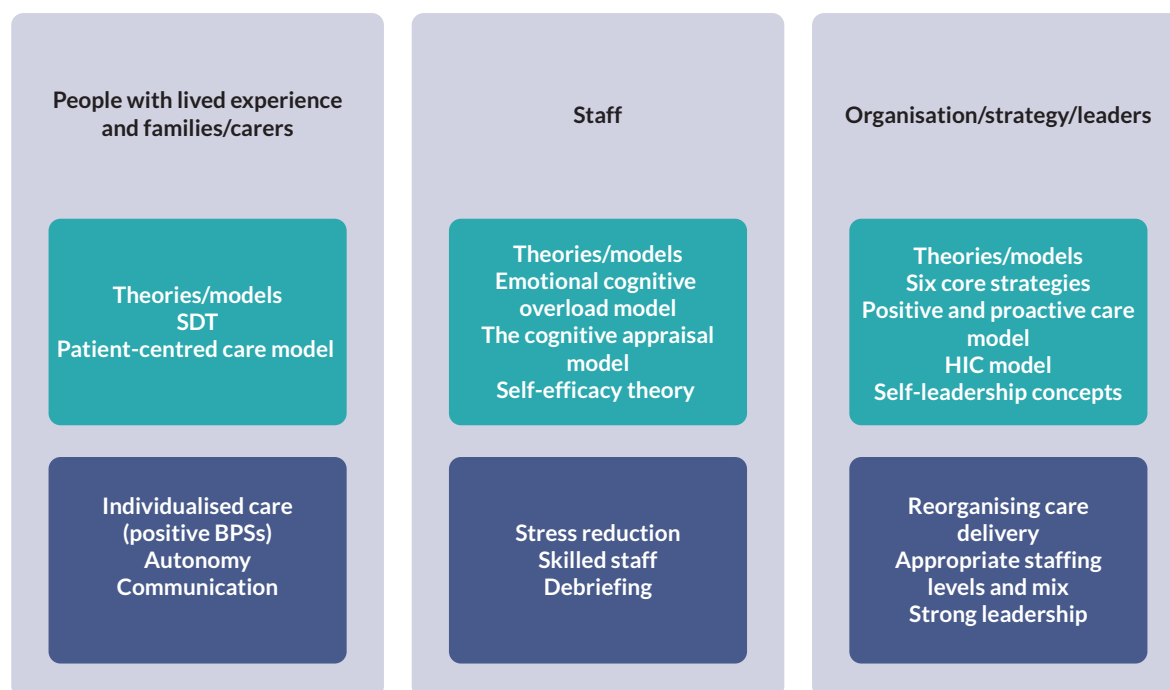 People with lived experience
and families/carers
Theories/models
SDT
Patient-centred care model
Individualised care
(positive BPSs)
Autonomy
Communication
Staff
Theories/models
Emotional cognitive
overload model
The cognitive appraisal
model
Self-efficacy theory
Stress reduction
Skilled staff
Debriefing
Organisation/strategy/leaders
Theories/models
Six core strategies
Positive and proactive care
model
HIC model
Self-leadership concepts
Reorganising care
delivery
Appropriate staffing
levels and mix
Strong leadership